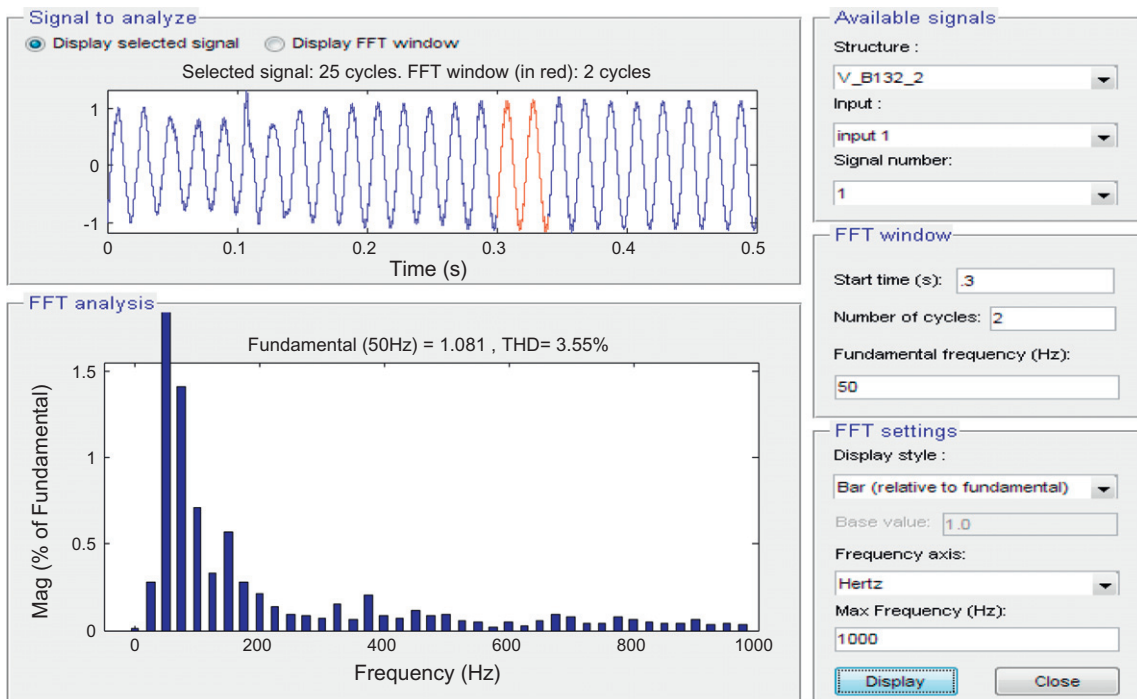 Signal to analyze
Display selected signal
Display FFT window
Selected signal: 25 cycles. FFT window (in red): 2 cycles
1
0
-1
0
0.1
0.2
0.3
0.4
0.5
Time (s)
FFT analysis
Fundamental (50Hz) = 1.081 , THD= 3.55%
1.5
1
0.5
0
Mag (% of Fundamental)
0
200
400
600
800
1000
Frequency (Hz)
Available signals
Structure :
V_B132_2
Input :
input 1
Signal number:
1
FFT window
Start time (s): .3
Number of cycles: 2
Fundamental frequency (Hz):
50
FFT settings
Display style :
Bar (relative to fundamental)
Base value: 1.0
Frequency axis:
Hertz
Max Frequency (Hz):
1000
Display
Close